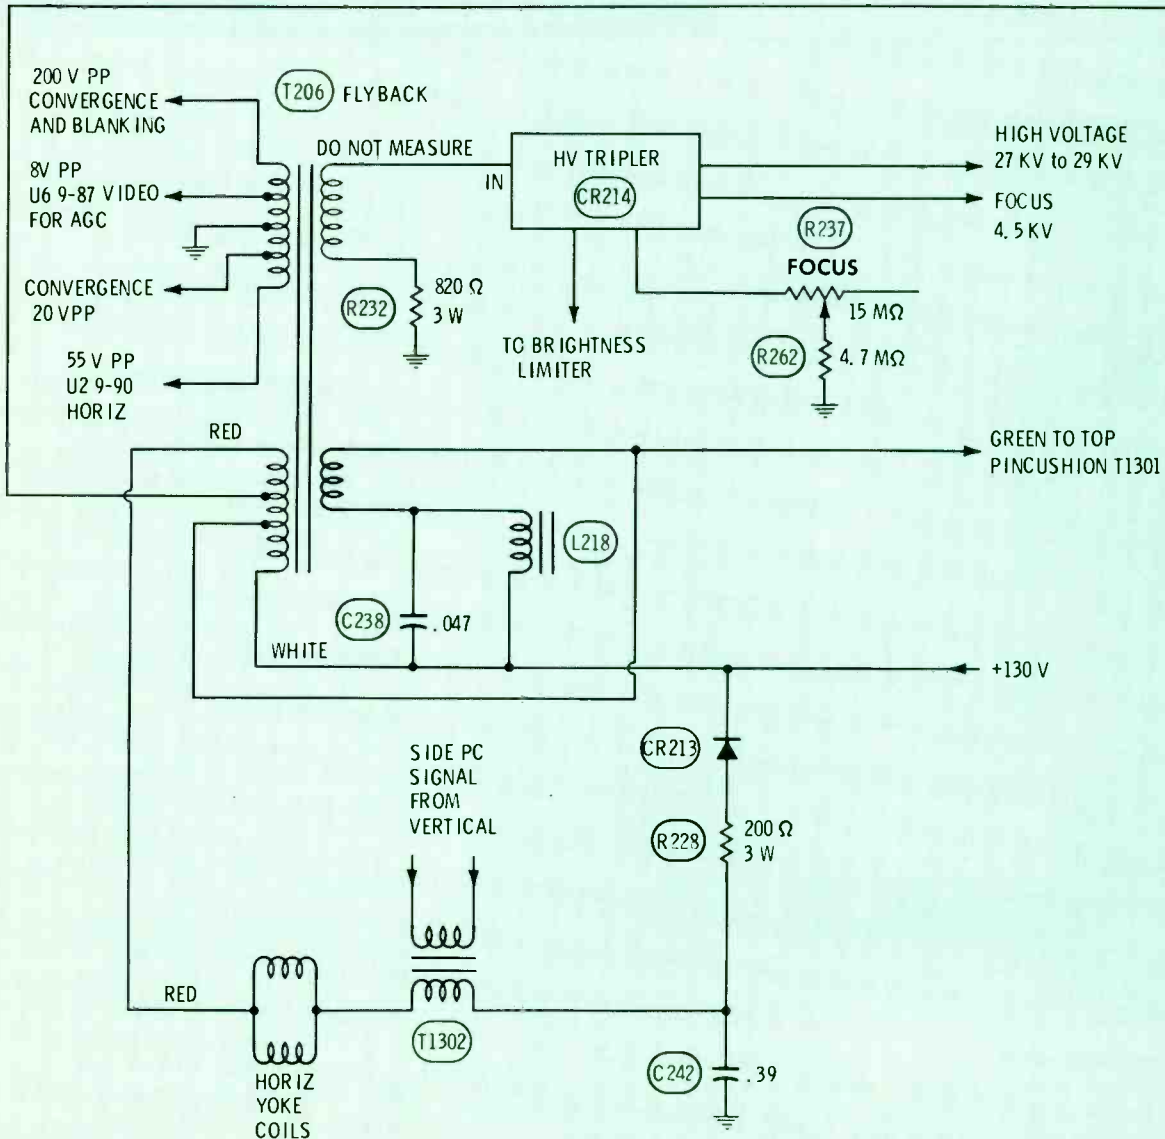 200 V PP
CONVERGENCE
AND BLANKING
T206 FLYBACK
8V PP
U6 9-87 VIDEO
FOR AGC
CONVERGENCE
20 VPP
55 V PP
U2 9-90
HORIZ
DO NOT MEASURE
IN
HV TRIPLER
CR214
HIGH VOLTAGE
27 KV to 29 KV
FOCUS
4.5 KV
R237
FOCUS
15 MΩ
R232
820 Ω
3 W
TO BRIGHTNESS
LIMITER
R262
4.7 MΩ
RED
GREEN TO TOP
PINCUSHION T1301
L218
C238
.047
WHITE
+130 V
CR213
SIDE PC
SIGNAL
FROM
VERTICAL
R228
200 Ω
3 W
RED
T1302
C242
.39
HORIZ
YOKE
COILS